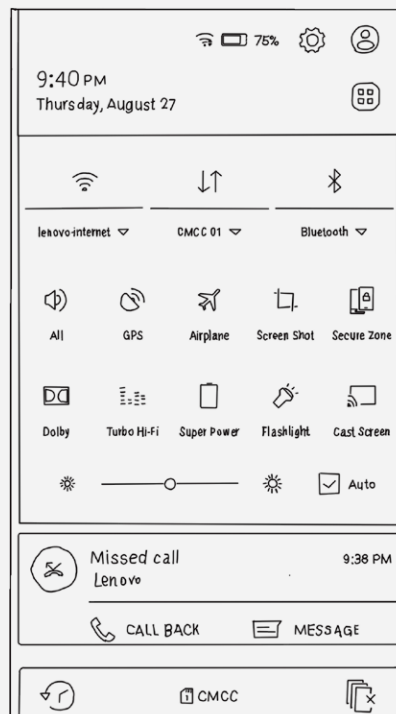 75%
9:40 PM
Thursday, August 27
lenovo-internet CMCC 01 Bluetooth
All GPS Airplane Screen Shot Secure Zone
Dolby Turbo Hi-Fi Super Power Flashlight Cast Screen
Auto
Missed call 9:38 PM
Lenovo
CALL BACK MESSAGE
1 CMCC